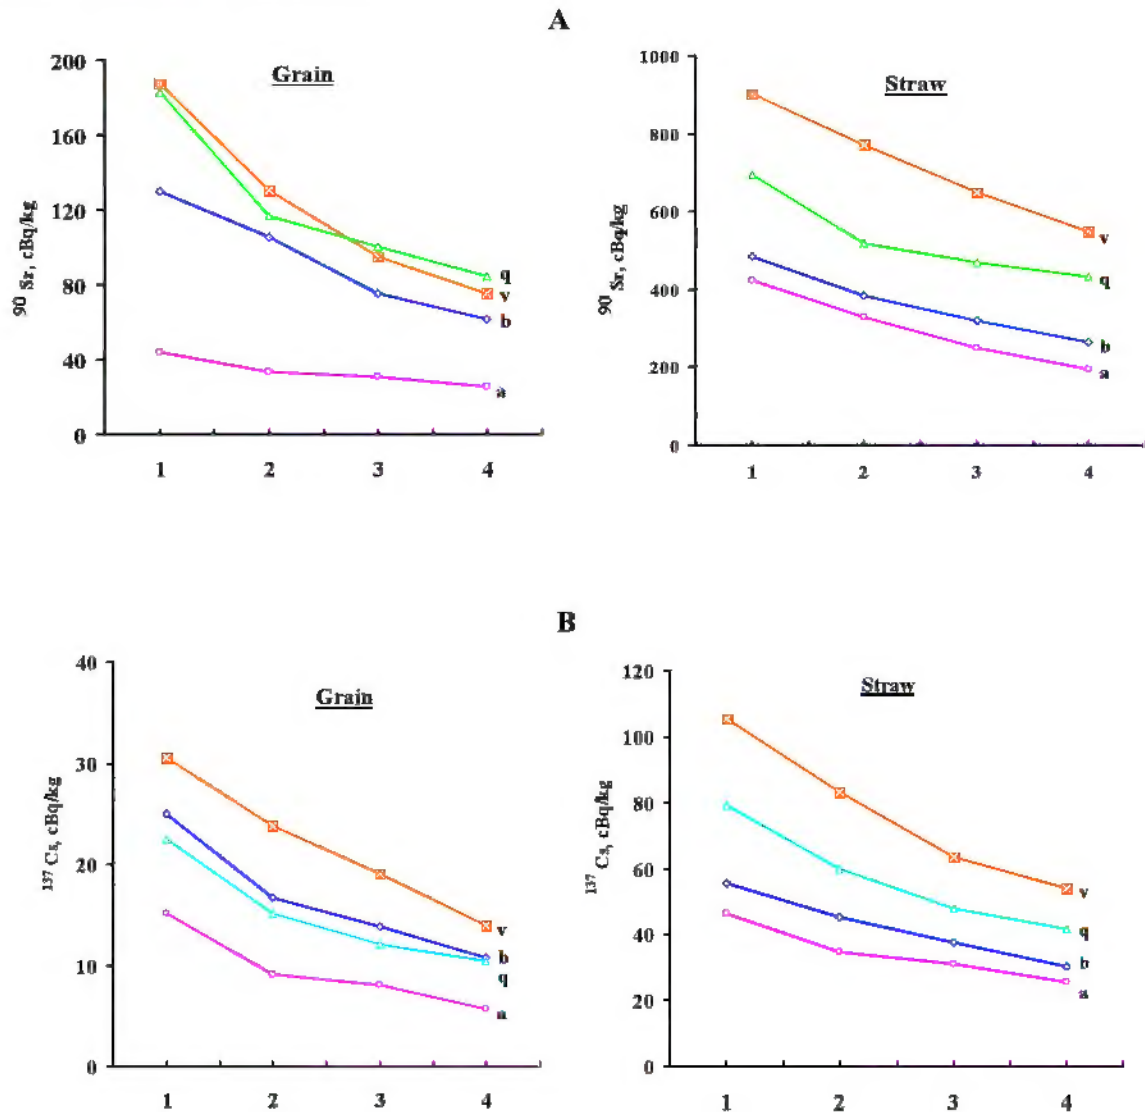 A
Grain
200
160
120
80
40
0
90 Sr, cBq/kg
q
v
b
a
1 2 3 4
Straw
1000
800
600
400
200
0
90 Sr, cBq/kg
v
q
b
a
1 2 3 4
B
Grain
40
30
20
10
0
137 Cs, cBq/kg
v
b
q
a
1 2 3 4
Straw
120
100
80
60
40
20
0
137 Cs, cBq/kg
v
q
b
a
1 2 3 4